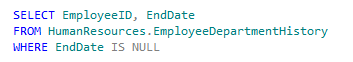 SELECT EmployeeID, EndDate
FROM HumanResources.EmployeeDepartmentHistory
WHERE EndDate IS NULL